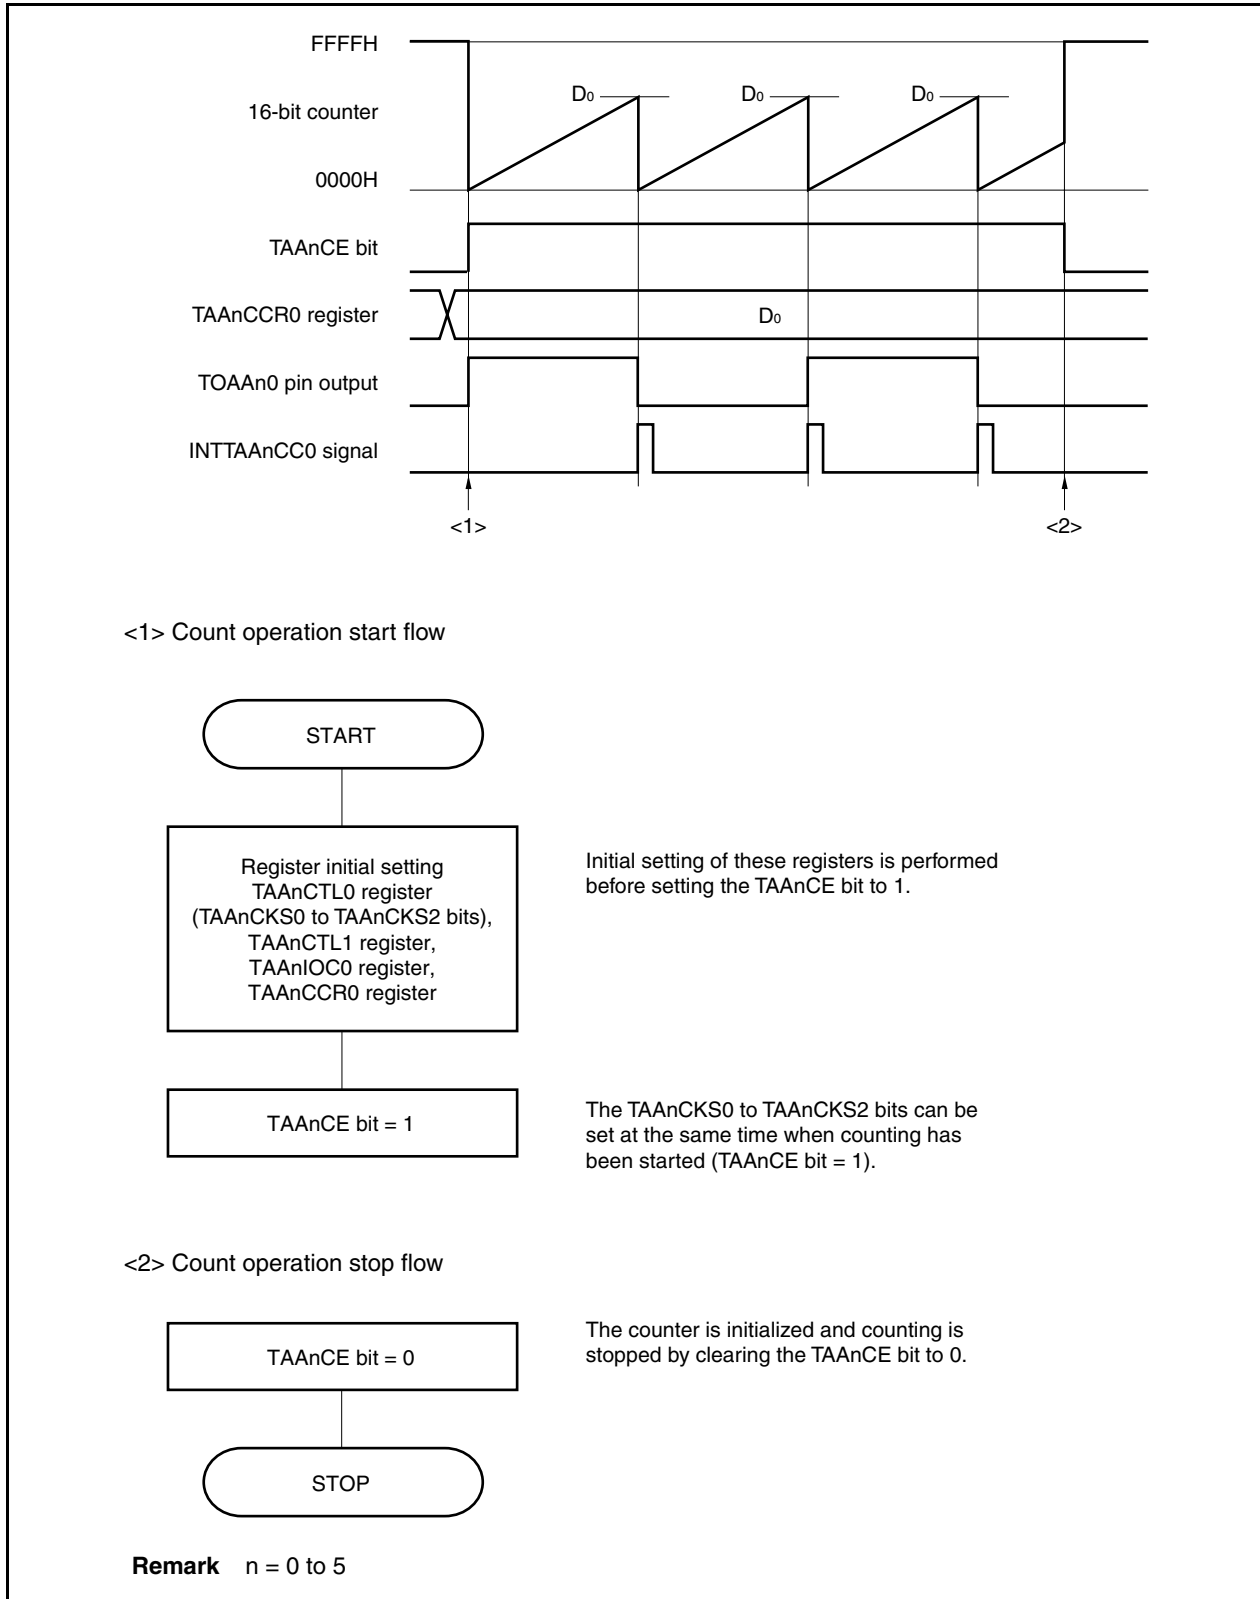 FFFFH
D0 D0 D0
16-bit counter
0000H
TAAnCE bit
TAAnCCR0 register
D0
TOAAn0 pin output
INTTAAnCC0 signal
<1> <2>
<1> Count operation start flow
START
Register initial setting
TAAnCTL0 register
(TAAnCKS0 to TAAnCKS2 bits),
TAAnCTL1 register,
TAAnIOC0 register,
TAAnCCR0 register
Initial setting of these registers is performed
before setting the TAAnCE bit to 1.
TAAnCE bit = 1
The TAAnCKS0 to TAAnCKS2 bits can be
set at the same time when counting has
been started (TAAnCE bit = 1).
<2> Count operation stop flow
TAAnCE bit = 0
The counter is initialized and counting is
stopped by clearing the TAAnCE bit to 0.
STOP
Remark n = 0 to 5